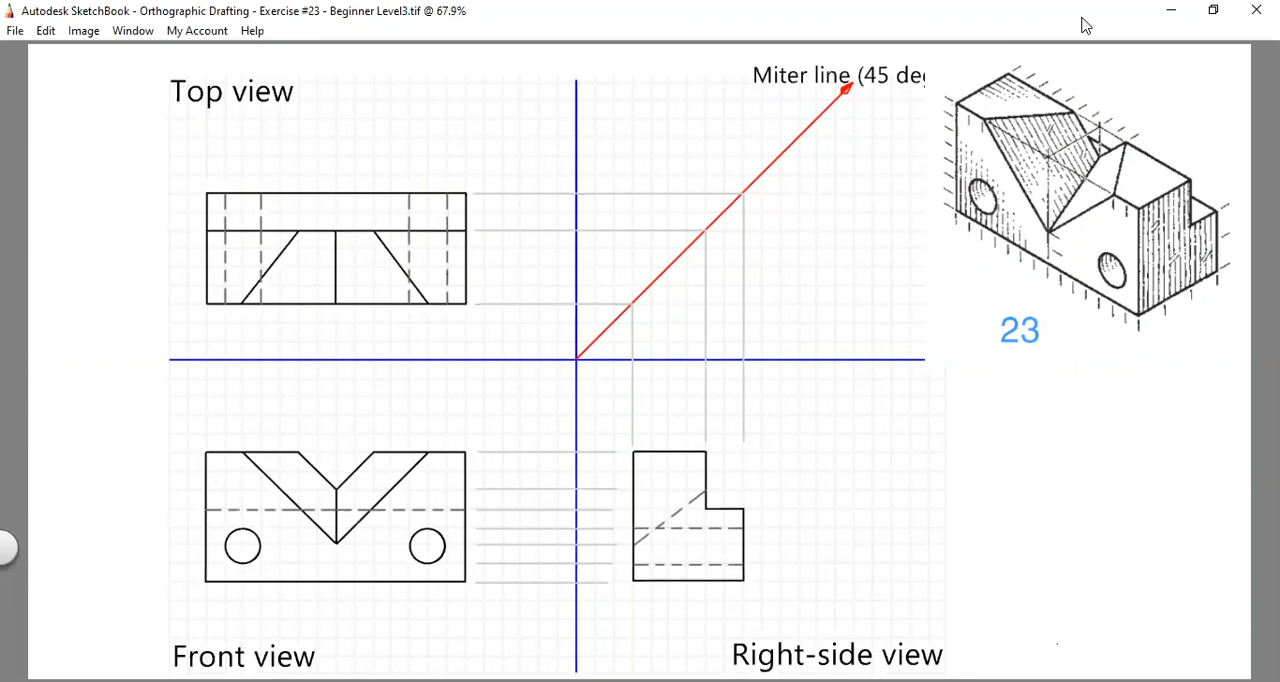 Autodesk SketchBook - Orthographic Drafting - Exercise #23 - Beginner Level3.tif @ 67.9%
File Edit Image Window My Account Help
Top view
Miter line (45 deg
23
Front view
Right-side view